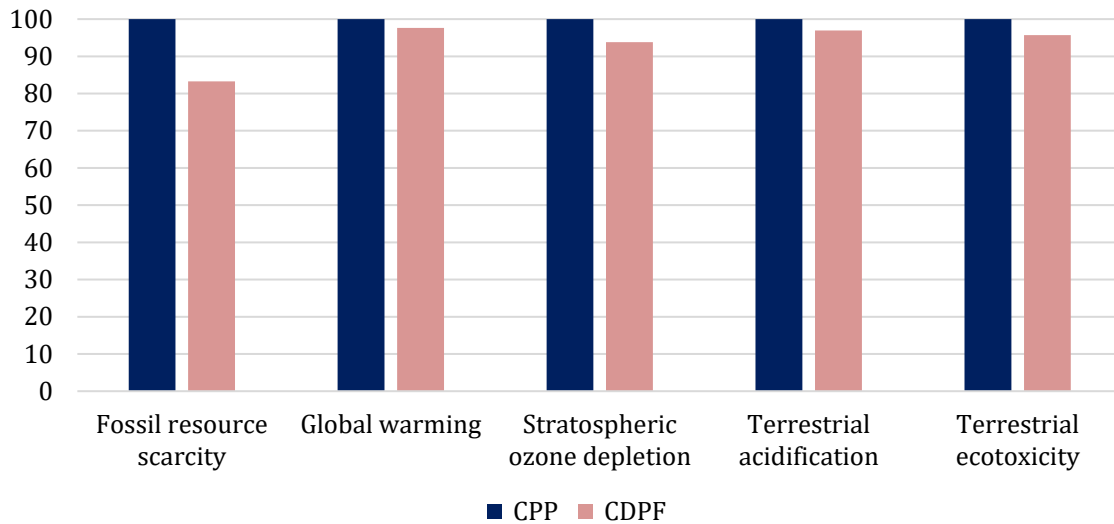 100
90
80
70
60
50
40
30
20
10
0
Fossil resource
scarcity
Global warming
Stratospheric
ozone depletion
Terrestrial
acidification
Terrestrial
ecotoxicity
CPP
CDPF